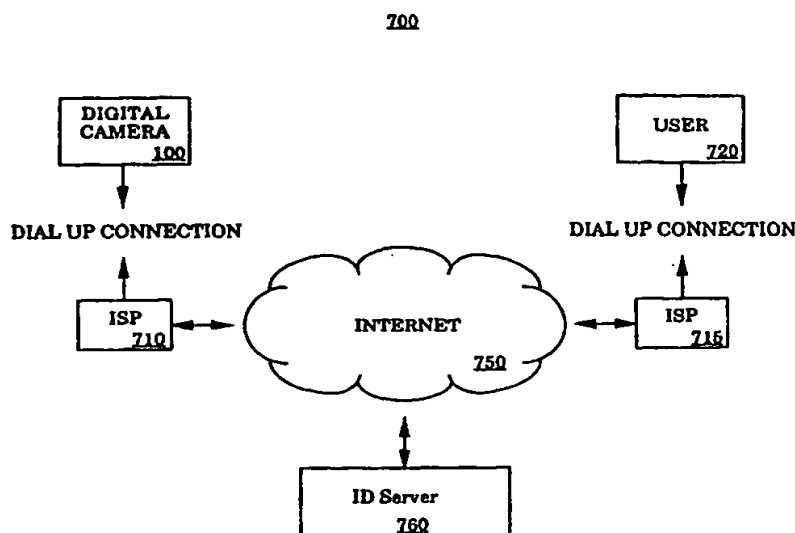 700
DIGITAL
CAMERA
100
USER
720
DIAL UP CONNECTION
DIAL UP CONNECTION
ISP
710
INTERNET
750
ISP
715
ID Server
760